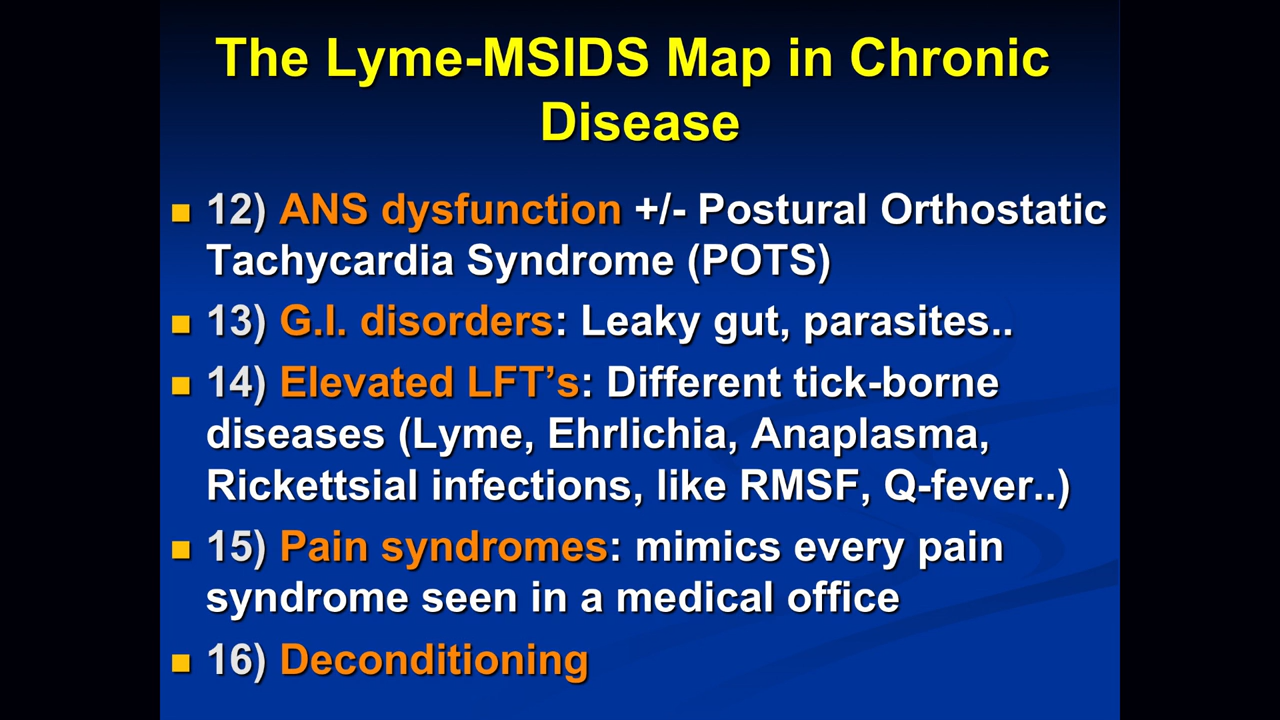 The Lyme-MSIDS Map in Chronic
Disease
12) ANS dysfunction +/- Postural Orthostatic
Tachycardia Syndrome (POTS)
13) G.I. disorders: Leaky gut, parasites..
14) Elevated LFT’s: Different tick-borne
diseases (Lyme, Ehrlichia, Anaplasma,
Rickettsial infections, like RMSF, Q-fever..)
15) Pain syndromes: mimics every pain
syndrome seen in a medical office
16) Deconditioning